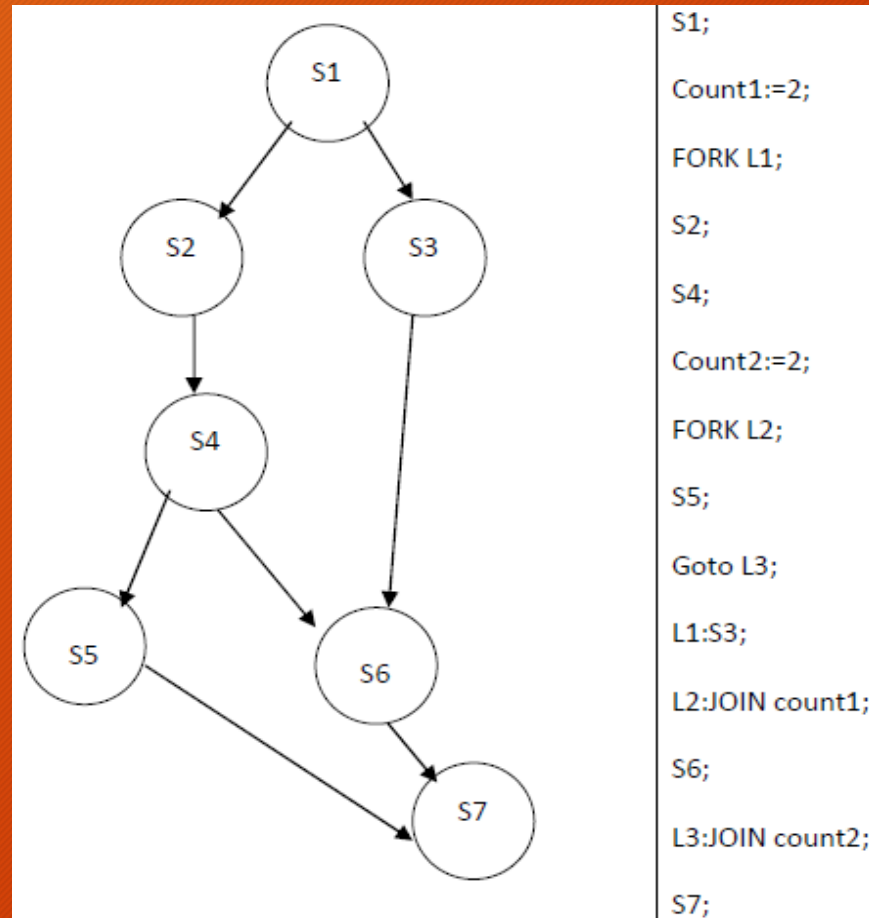 S1
S2
S3
S4
S5
S6
S7
S1;
Count1:=2;
FORK L1;
S2;
S4;
Count2:=2;
FORK L2;
S5;
Goto L3;
L1:S3;
L2:JOIN count1;
S6;
L3:JOIN count2;
S7;